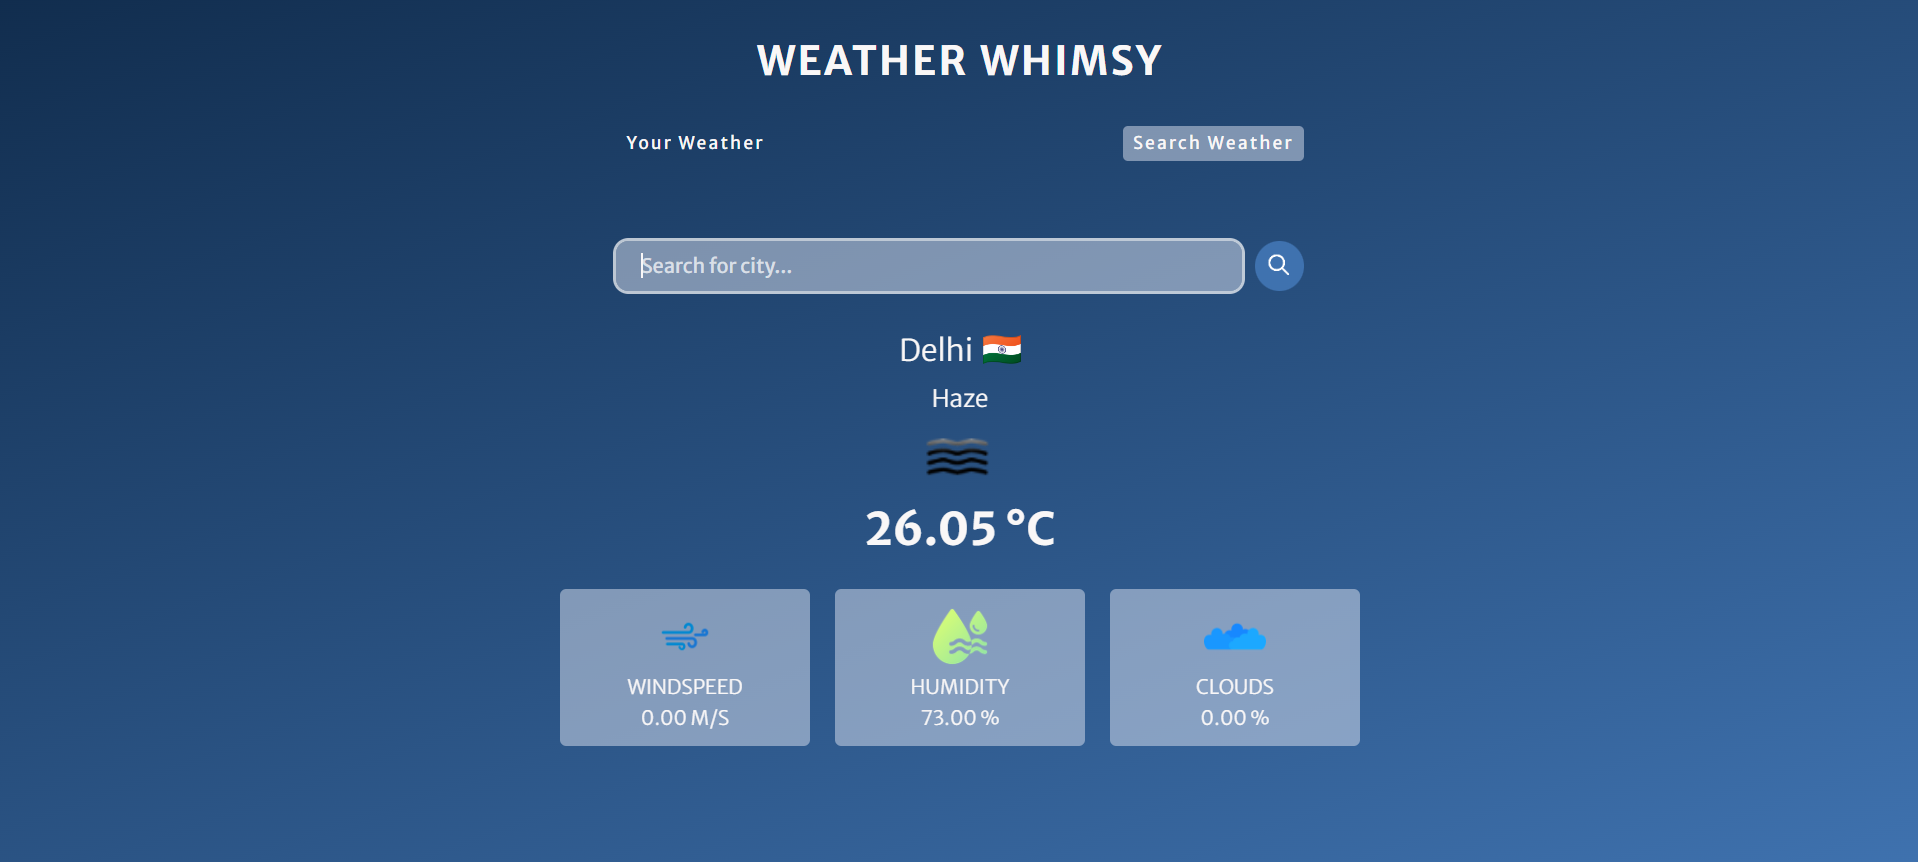 WEATHER WHIMSY
Your Weather
Search Weather
Search for city...
Delhi
Haze
26.05 °C
WINDSPEED
0.00 M/S
HUMIDITY
73.00 %
CLOUDS
0.00 %